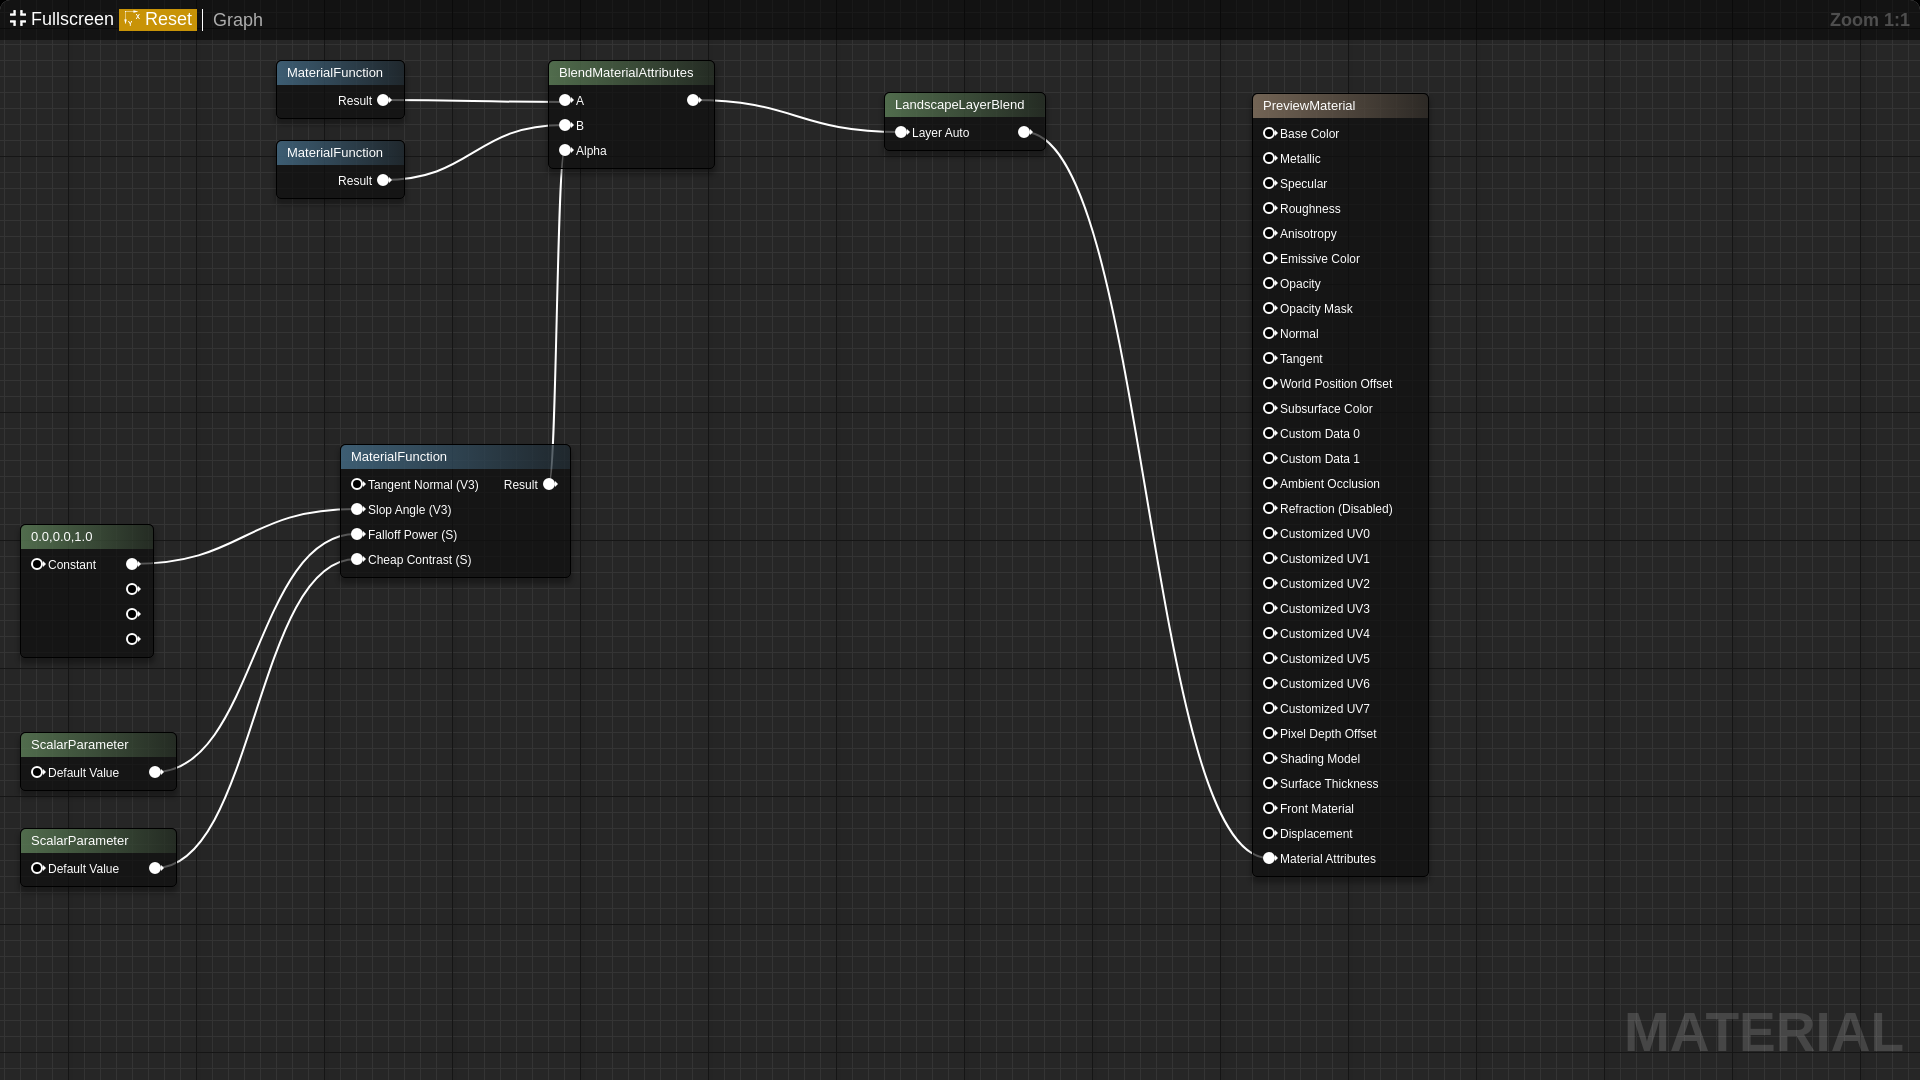 Fullscreen Reset Graph
Zoom 1:1
MaterialFunction
Result
MaterialFunction
Result
BlendMaterialAttributes
A
B
Alpha
LandscapeLayerBlend
Layer Auto
MaterialFunction
Tangent Normal (V3) Result
Slop Angle (V3)
Falloff Power (S)
Cheap Contrast (S)
0.0,0.0,1.0
Constant
ScalarParameter
Default Value
ScalarParameter
Default Value
PreviewMaterial
Base Color
Metallic
Specular
Roughness
Anisotropy
Emissive Color
Opacity
Opacity Mask
Normal
Tangent
World Position Offset
Subsurface Color
Custom Data 0
Custom Data 1
Ambient Occlusion
Refraction (Disabled)
Customized UV0
Customized UV1
Customized UV2
Customized UV3
Customized UV4
Customized UV5
Customized UV6
Customized UV7
Pixel Depth Offset
Shading Model
Surface Thickness
Front Material
Displacement
Material Attributes
MATERIAL